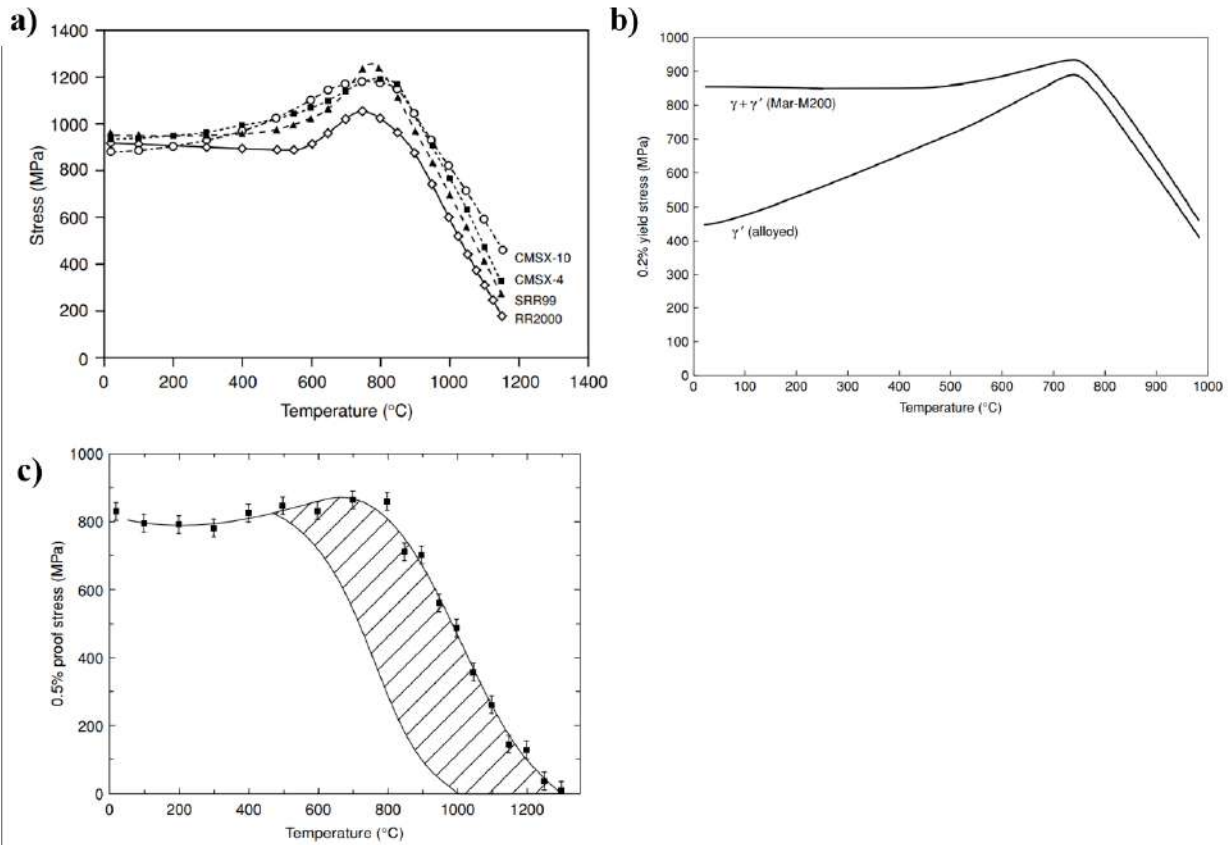 a)
1400
1200
1000
800
600
400
200
0
Stress (MPa)
CMSX-10
CMSX-4
SRR99
RR2000
0 200 400 600 800 1000 1200 1400
Temperature (°C)
b)
1000
900
800
700
600
500
400
300
200
100
0
0.2% yield stress (MPa)
γ + γ′ (Mar-M200)
γ′ (alloyed)
0 100 200 300 400 500 600 700 800 900 1000
Temperature (°C)
c)
1000
800
600
400
200
0
0.5% proof stress (MPa)
0 200 400 600 800 1000 1200
Temperature (°C)